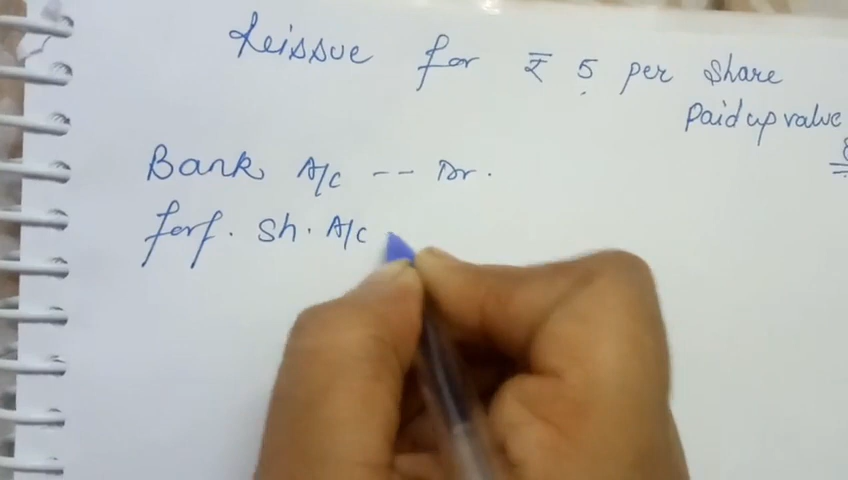 Reissue for ₹ 5 per share
Paid up value
Bank A/c -- Dr.
forf. Sh. A/c